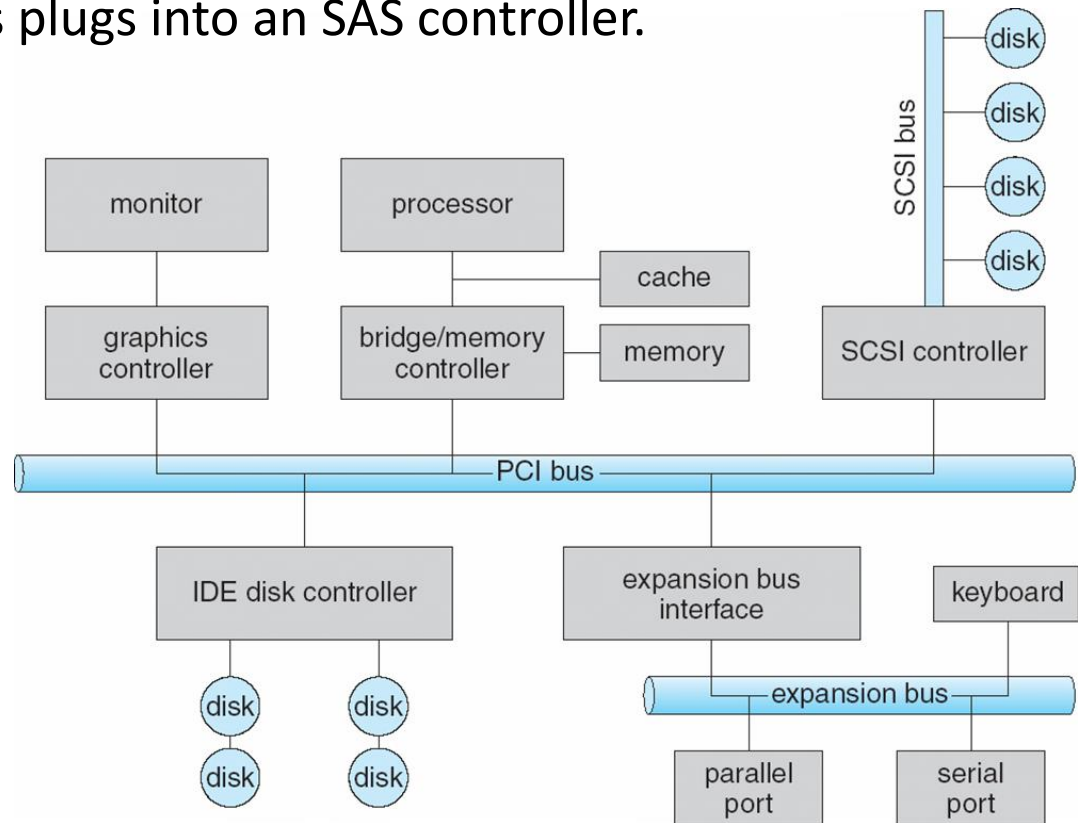 s plugs into an SAS controller.
disk
disk
disk
disk
SCSI bus
monitor
processor
cache
graphics
controller
bridge/memory
controller
memory
SCSI controller
PCI bus
IDE disk controller
expansion bus
interface
keyboard
disk
disk
disk
disk
expansion bus
parallel
port
serial
port